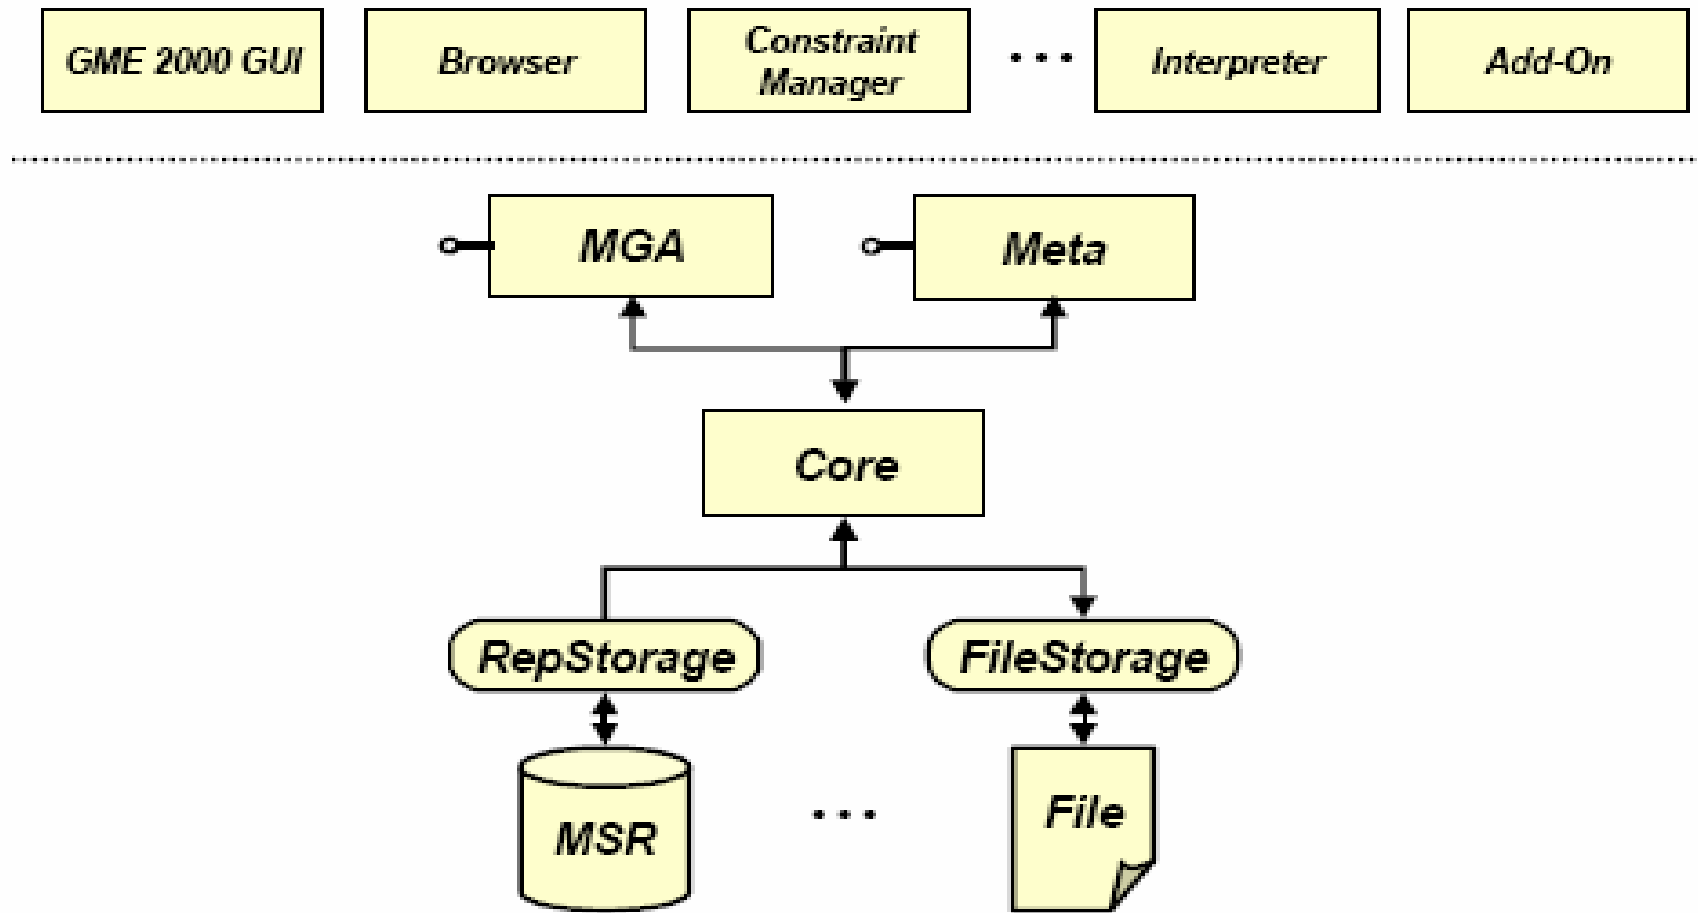 GME 2000 GUI
Browser
Constraint
Manager
...
Interpreter
Add-On
MGA
Meta
Core
RepStorage
FileStorage
MSR
...
File